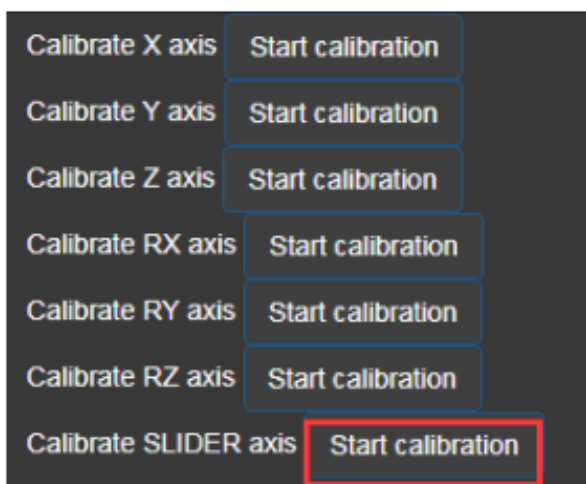 Calibrate X axis Start calibration
Calibrate Y axis Start calibration
Calibrate Z axis Start calibration
Calibrate RX axis Start calibration
Calibrate RY axis Start calibration
Calibrate RZ axis Start calibration
Calibrate SLIDER axis Start calibration